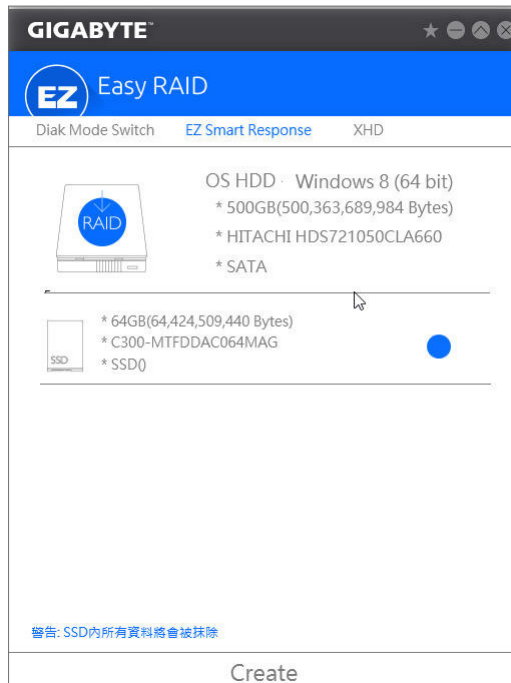 GIGABYTE™
EZ Easy RAID
Diak Mode Switch EZ Smart Response XHD
OS HDD · Windows 8 (64 bit)
* 500GB(500,363,689,984 Bytes)
RAID
* HITACHI HDS721050CLA660
* SATA
* 64GB(64,424,509,440 Bytes)
* C300-MTFDDAC064MAG
SSD * SSD()
警告: SSD內所有資料將會被抹除
Create